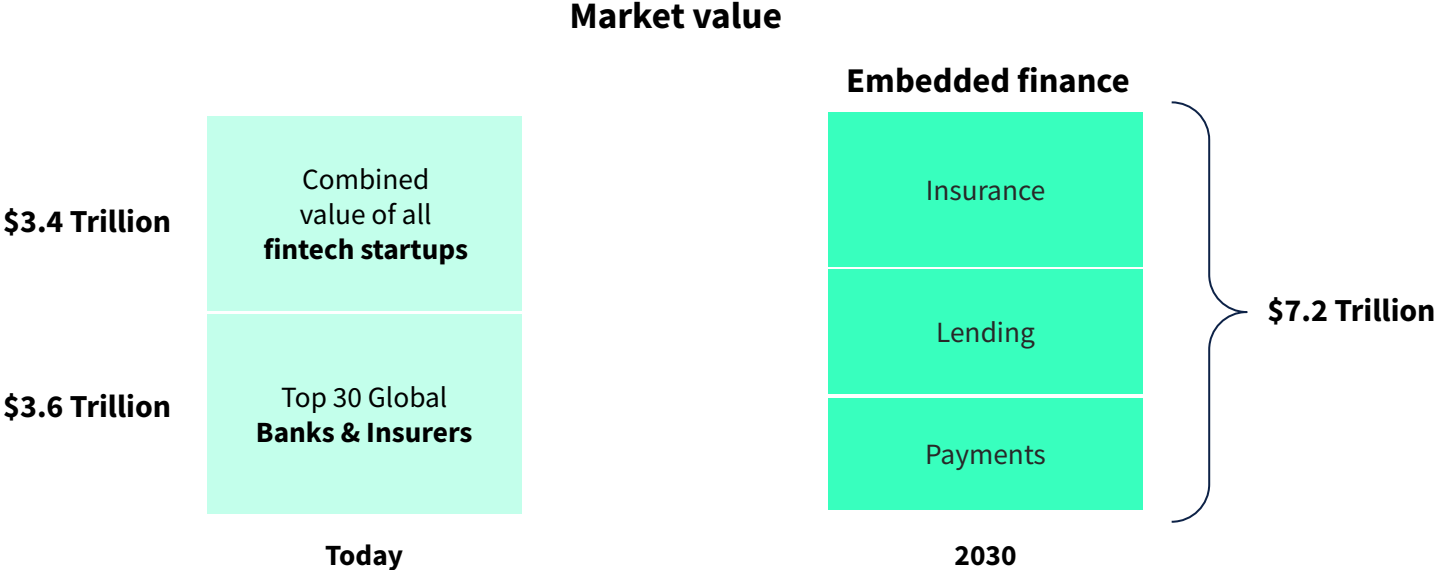 Market value
$3.4 Trillion
Combined
value of all
fintech startups
$3.6 Trillion
Top 30 Global
Banks & Insurers
Today
Embedded finance
Insurance
Lending
Payments
$7.2 Trillion
2030